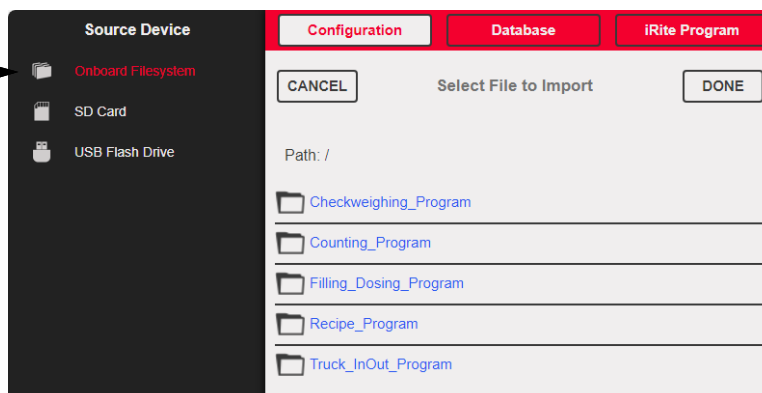 Source Device
Onboard Filesystem
SD Card
USB Flash Drive
Configuration
Database
iRite Program
CANCEL
Select File to Import
DONE
Path: /
Checkweighing_Program
Counting_Program
Filling_Dosing_Program
Recipe_Program
Truck_InOut_Program